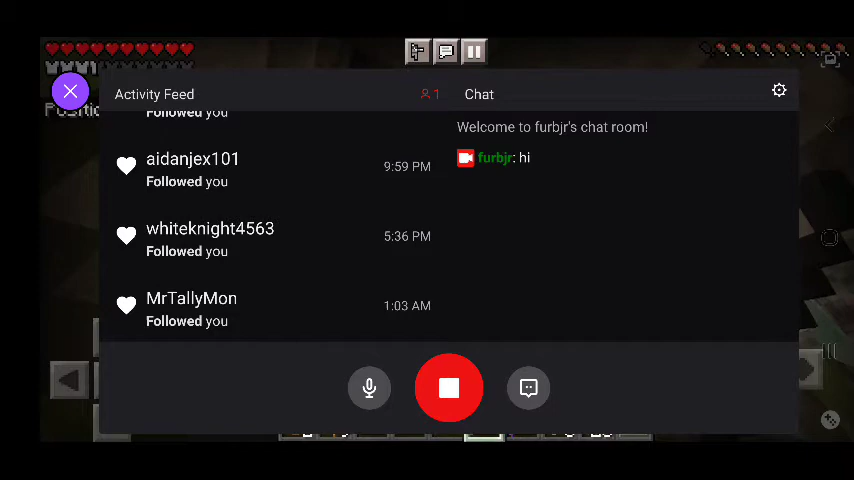 Positio
Activity Feed
1
Chat
Followed you
Welcome to furbjr's chat room!
furbjr: hi
aidanjex101
9:59 PM
Followed you
whiteknight4563
5:36 PM
Followed you
MrTallyMon
1:03 AM
Followed you